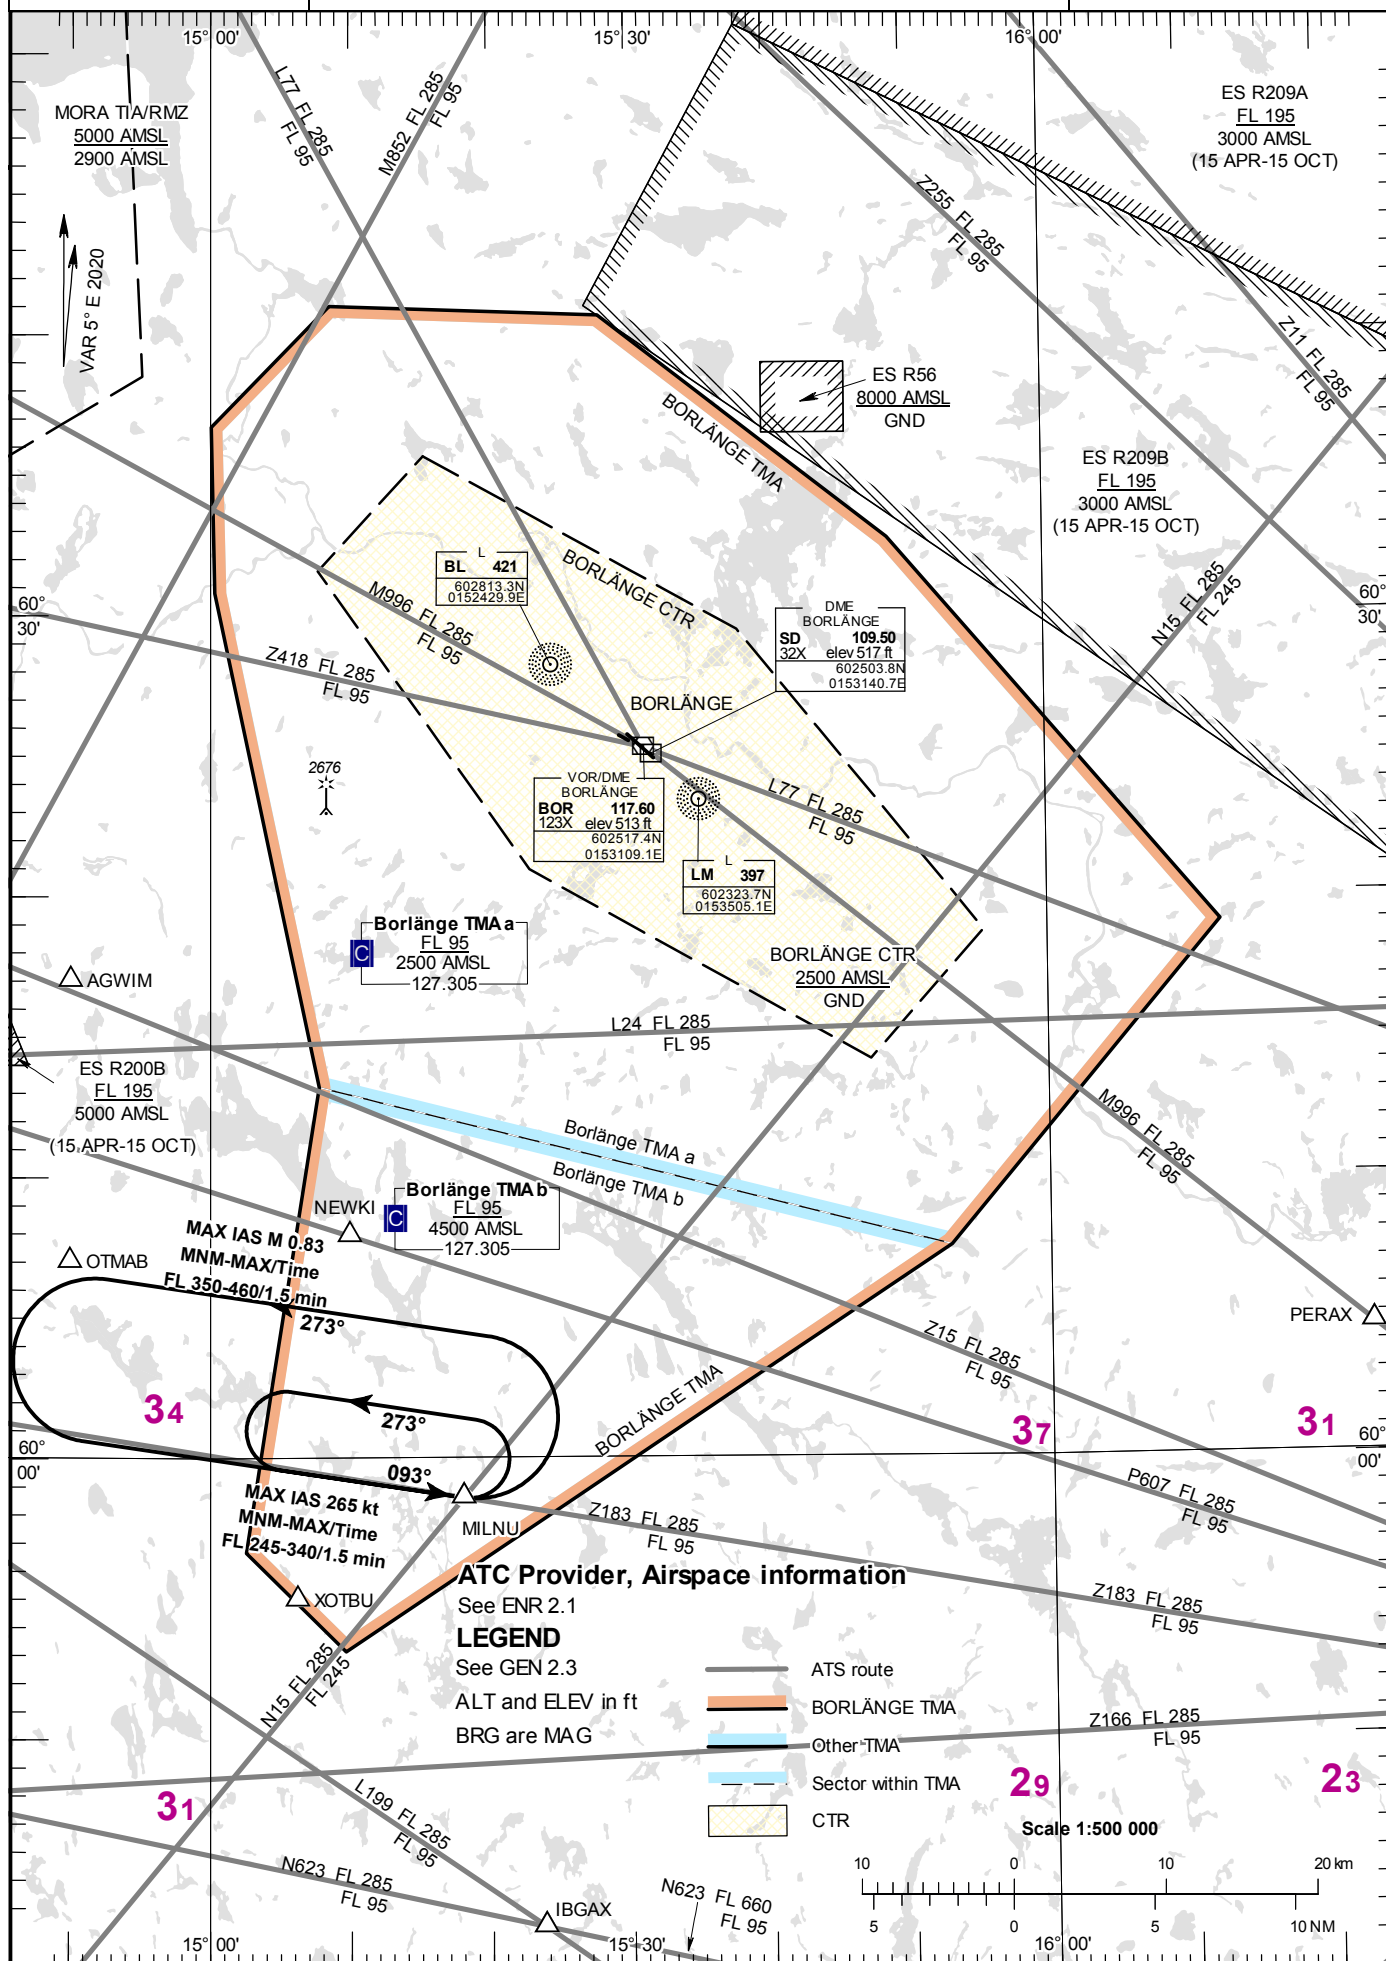 15°00'
15°30'
16°00'
MORA TIA/RMZ
5000 AMSL
2900 AMSL
L77 FL 285
FL 95
M852 FL 285
FL 95
ES R209A
FL 195
3000 AMSL
(15 APR-15 OCT)
Z255 FL 285
FL 95
VAR 5° E 2020
Z11 FL 285
FL 95
ES R56
8000 AMSL
GND
BORLÄNGE TMA
ES R209B
FL 195
3000 AMSL
(15 APR-15 OCT)
L
BL 421
602813.3N
0152429.9E
BORLÄNGE CTR
M996 FL 285
FL 95
N15 FL 285
FL 245
60°
30'
60°
30'
DME
BORLÄNGE
SD 109.50
32X elev 517 ft
602503.8N
0153140.7E
Z418 FL 285
FL 95
BORLÄNGE
2676
VOR/DME
BORLÄNGE
BOR 117.60
123X elev 513 ft
602517.4N
0153109.1E
L77 FL 285
FL 95
L
LM 397
602323.7N
0153505.1E
Borlänge TMA a
C
FL 95
2500 AMSL
127.305
BORLÄNGE CTR
2500 AMSL
GND
AGWIM
L24 FL 285
FL 95
ES R200B
FL 195
5000 AMSL
(15 APR-15 OCT)
M996 FL 285
FL 95
Borlänge TMA a
Borlänge TMA b
Borlänge TMA b
C
FL 95
4500 AMSL
127.305
NEWKI
OTMAB
MAX IAS M 0.83
MNM-MAX/Time
FL 350-460/1.5 min
273°
PERAX
Z15 FL 285
FL 95
34
273°
BORLÄNGE TMA
37
31
60°
00'
60°
00'
093°
P607 FL 285
FL 95
MAX IAS 265 kt
MNM-MAX/Time
FL 245-340/1.5 min
MILNU
Z183 FL 285
FL 95
XOTBU
Z183 FL 285
FL 95
ATC Provider, Airspace information
See ENR 2.1
LEGEND
See GEN 2.3
ALT and ELEV in ft
BRG are MAG
ATS route
BORLÄNGE TMA
Other TMA
Sector within TMA
CTR
N15 FL 285
FL 245
Z166 FL 285
FL 95
31
29
23
L199 FL 285
FL 95
Scale 1:500 000
10 0 10 20 km
5 0 5 10 NM
N623 FL 285
FL 95
IBGAX
N623 FL 660
FL 95
15°00'
15°30'
16°00'